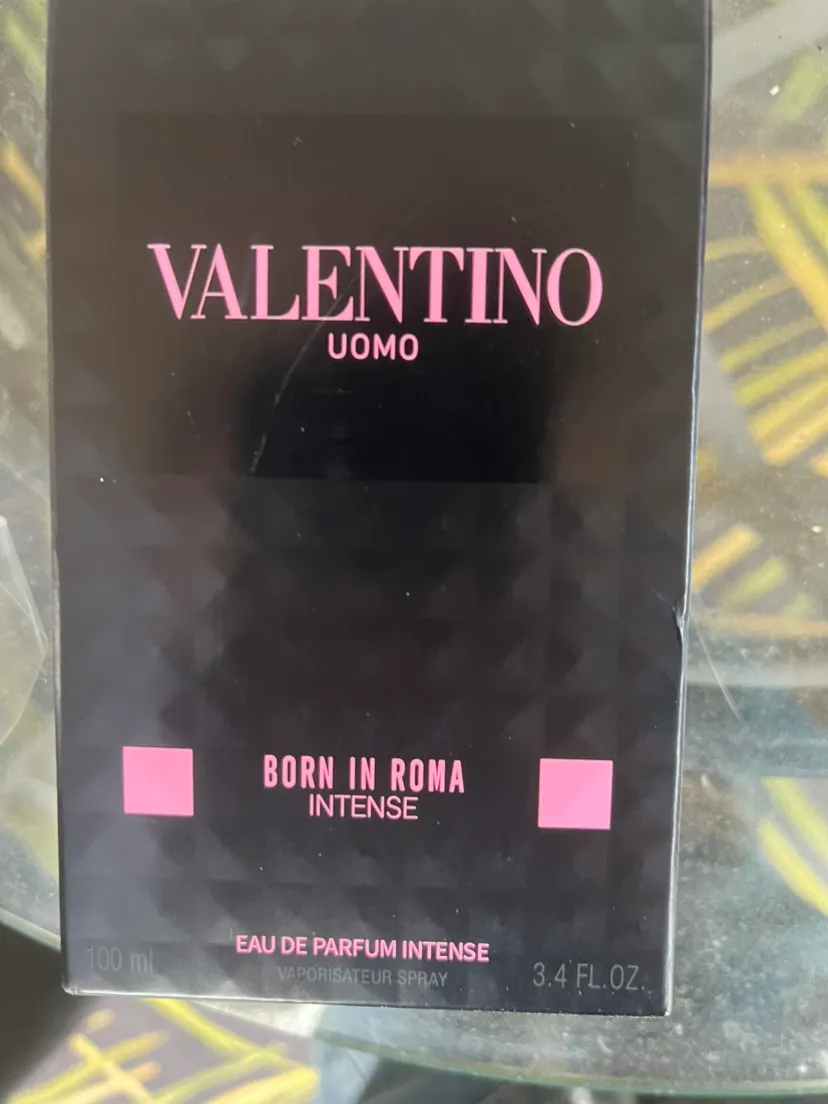 VALENTINO
UOMO
BORN IN ROMA
INTENSE
EAU DE PARFUM INTENSE
100 ml VAPORISATEUR SPRAY 3.4 FL.OZ.